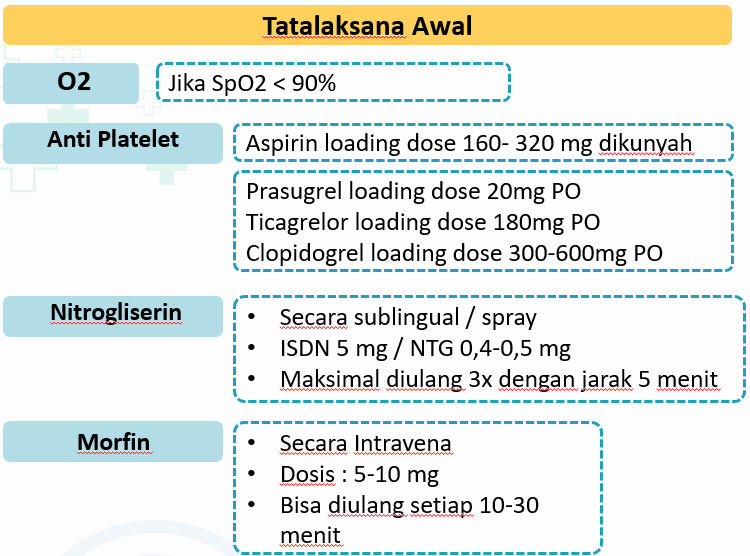 Tatalaksana Awal
O2
Jika SpO2 < 90%
Anti Platelet
Aspirin loading dose 160- 320 mg dikunyah
Prasugrel loading dose 20mg PO
Ticagrelor loading dose 180mg PO
Clopidogrel loading dose 300-600mg PO
Nitrogliserin
• Secara sublingual / spray
• ISDN 5 mg / NTG 0,4-0,5 mg
• Maksimal diulang 3x dengan jarak 5 menit
Morfin
• Secara Intravena
• Dosis : 5-10 mg
• Bisa diulang setiap 10-30
menit